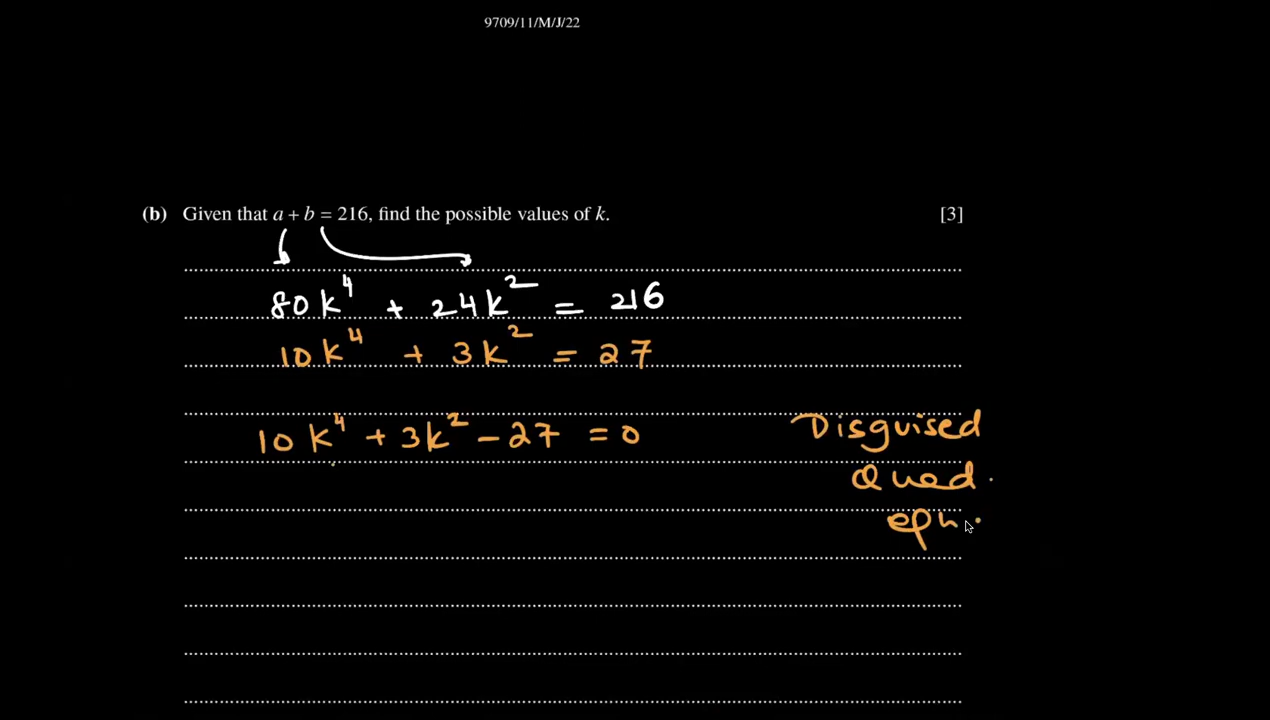 9709/11/M/J/22
(b) Given that a + b = 216, find the possible values of k. [3]
80k⁴ + 24k² = 216
10k⁴ + 3k² = 27
10k⁴ + 3k² - 27 = 0
Disguised
Quad.
eqn.